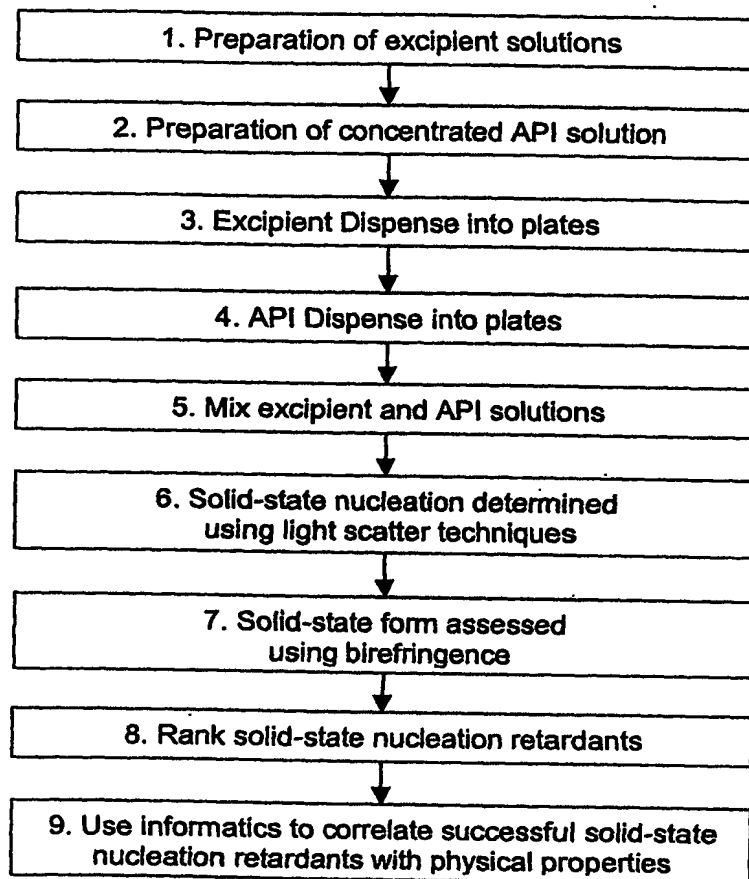 1. Preparation of excipient solutions
2. Preparation of concentrated API solution
3. Excipient Dispense into plates
4. API Dispense into plates
5. Mix excipient and API solutions
6. Solid-state nucleation determined
using light scatter techniques
7. Solid-state form assessed
using birefringence
8. Rank solid-state nucleation retardants
9. Use informatics to correlate successful solid-state
nucleation retardants with physical properties